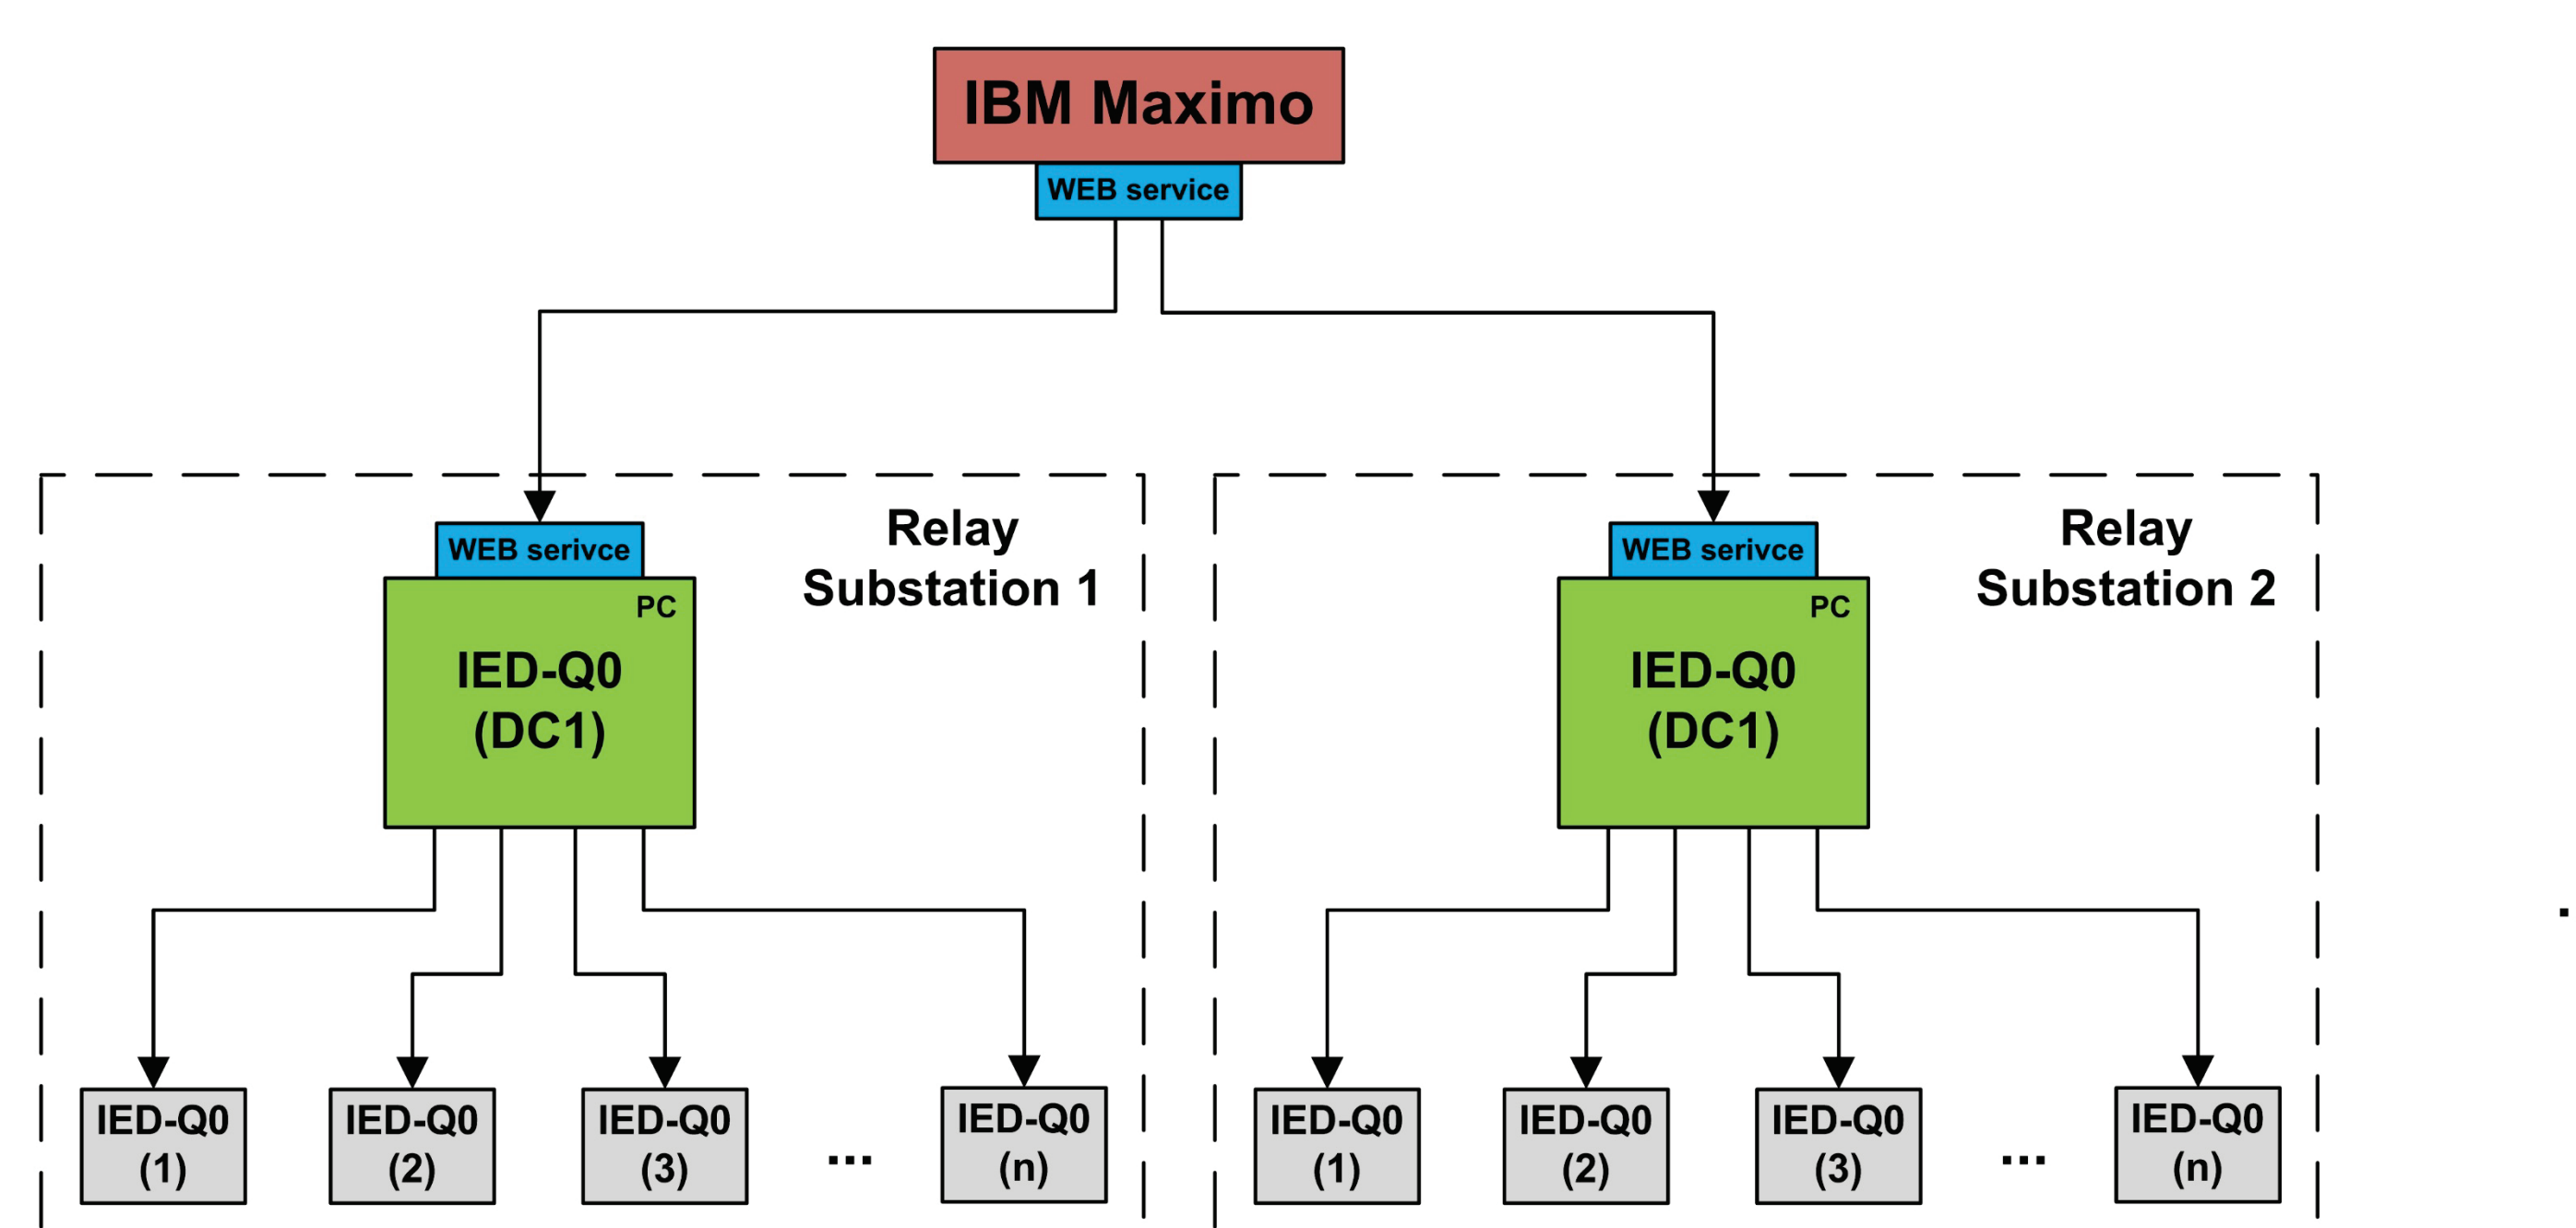 IBM Maximo
WEB service
Relay
Substation 1
WEB serivce
PC
IED-Q0
(DC1)
IED-Q0
(1)
IED-Q0
(2)
IED-Q0
(3)
...
IED-Q0
(n)
Relay
Substation 2
WEB serivce
PC
IED-Q0
(DC1)
IED-Q0
(1)
IED-Q0
(2)
IED-Q0
(3)
...
IED-Q0
(n)
.